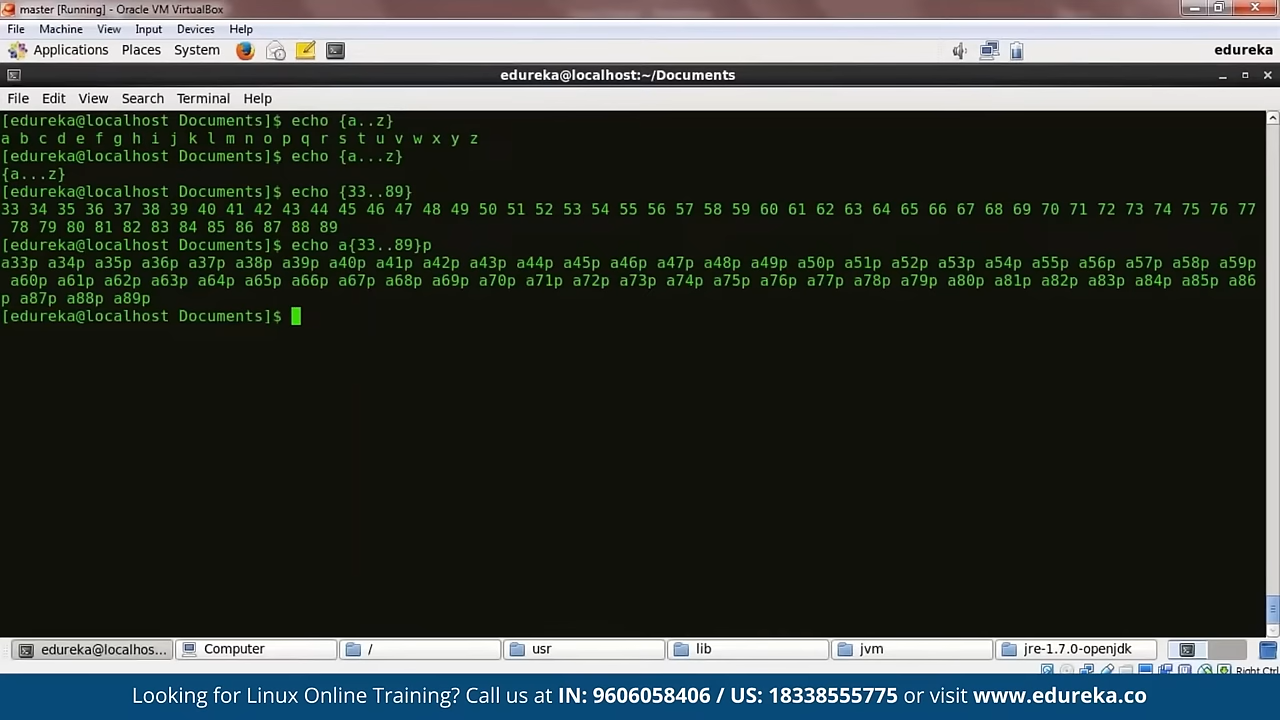 master [Running] - Oracle VM VirtualBox
File Machine View Input Devices Help
Applications Places System edureka
edureka@localhost:~/Documents
File Edit View Search Terminal Help
[edureka@localhost Documents]$ echo {a..z}
a b c d e f g h i j k l m n o p q r s t u v w x y z
[edureka@localhost Documents]$ echo {a...z}
{a...z}
[edureka@localhost Documents]$ echo {33..89}
33 34 35 36 37 38 39 40 41 42 43 44 45 46 47 48 49 50 51 52 53 54 55 56 57 58 59 60 61 62 63 64 65 66 67 68 69 70 71 72 73 74 75 76 77
78 79 80 81 82 83 84 85 86 87 88 89
[edureka@localhost Documents]$ echo a{33..89}p
a33p a34p a35p a36p a37p a38p a39p a40p a41p a42p a43p a44p a45p a46p a47p a48p a49p a50p a51p a52p a53p a54p a55p a56p a57p a58p a59p
a60p a61p a62p a63p a64p a65p a66p a67p a68p a69p a70p a71p a72p a73p a74p a75p a76p a77p a78p a79p a80p a81p a82p a83p a84p a85p a86
p a87p a88p a89p
[edureka@localhost Documents]$
edureka@localhos... Computer / usr lib jvm jre-1.7.0-openjdk
Right Ctrl
Looking for Linux Online Training? Call us at IN: 9606058406 / US: 18338555775 or visit www.edureka.co